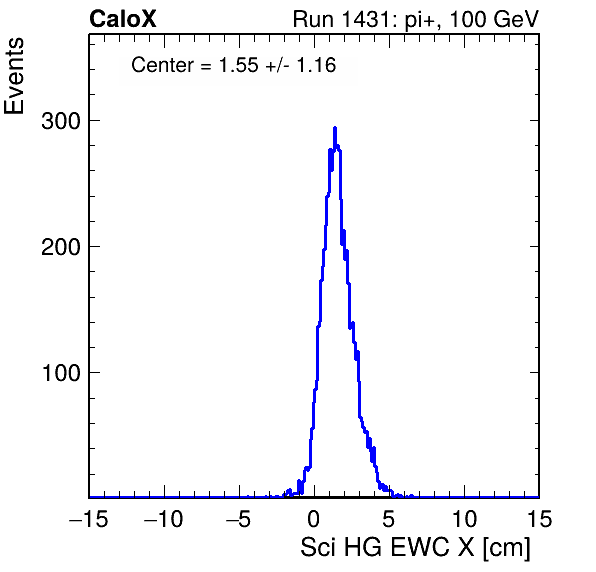 CaloX
Run 1431: pi+, 100 GeV
Events
Center = 1.55 +/- 1.16
300
200
100
−15 −10 −5 0 5 10 15
Sci HG EWC X [cm]